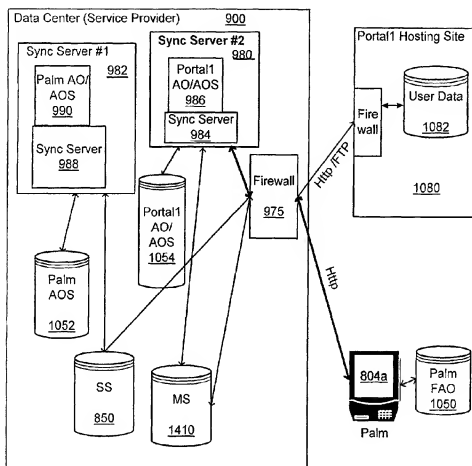 Data Center (Service Provider) 900
Sync Server #1
982
Palm AO/
AOS
990
Sync Server
988
Sync Server #2
980
Portal1
AO/AOS
986
Sync Server
984
Firewall
975
Portal1 Hosting Site
User Data
1082
Fire
wall
1080
Http /FTP
Http
Portal1
AO/
AOS
1054
Palm
AOS
1052
SS
850
MS
1410
804a
Palm
Palm
FAO
1050